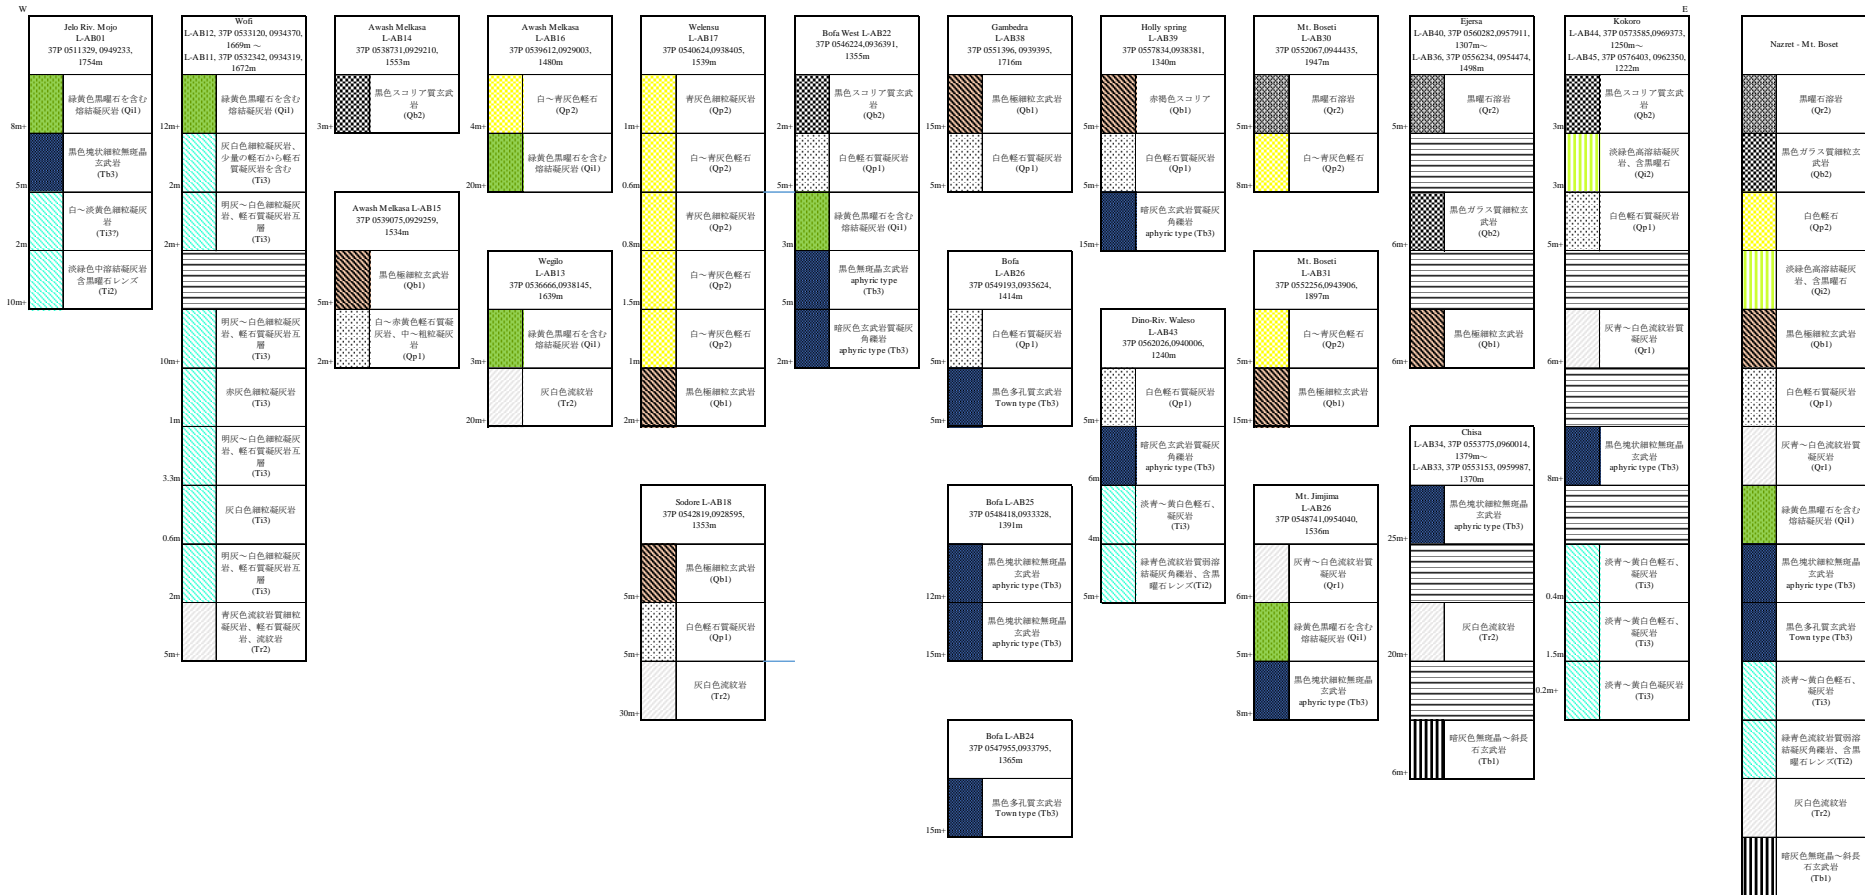 W
E
Jelo Riv. Mojo
L-AB01
37P 0511329, 0949233,
1754m
8m+
緑黄色黒曜石を含む
熔結凝灰岩 (Qi1)
5m
黒色塊状細粒無斑晶
玄武岩
(Tb3)
2m
白～淡黄色細粒凝灰
岩
(Ti3?)
10m+
淡緑色中溶結凝灰岩
含黒曜石レンズ
(Ti2)
Wofi
L-AB12, 37P 0533120, 0934370,
1669m ～
L-AB11, 37P 0532342, 0934319,
1672m
12m+
緑黄色黒曜石を含む
熔結凝灰岩 (Qi1)
2m
灰白色細粒凝灰岩、
少量の軽石から軽石
質凝灰岩を含む
(Ti3)
2m+
明灰～白色細粒凝灰
岩、軽石質凝灰岩互
層
(Ti3)
10m+
明灰～白色細粒凝灰
岩、軽石質凝灰岩互層
(Ti3)
1m
赤灰色細粒凝灰岩
(Ti3)
3.3m
明灰～白色細粒凝灰
岩、軽石質凝灰岩互
層
(Ti3)
0.6m
灰白色細粒凝灰岩
(Ti3)
2m
明灰～白色細粒凝灰
岩、軽石質凝灰岩互
層
(Ti3)
5m+
青灰色流紋岩質細粒
凝灰岩、軽石質凝灰
岩、流紋岩
(Tr2)
Awash Melkasa
L-AB14
37P 0538731,0929210,
1553m
3m+
黒色スコリア質玄武
岩
(Qb2)
Awash Melkasa L-AB15
37P 0539075,0929259,
1534m
5m+
黒色極細粒玄武岩
(Qb1)
2m+
白～赤黄色軽石質凝
灰岩、中～粗粒凝灰
岩
(Qp1)
Awash Melkasa
L-AB16
37P 0539612,0929003,
1480m
4m+
白～青灰色軽石
(Qp2)
20m+
緑黄色黒曜石を含む
熔結凝灰岩 (Qi1)
Wegilo
L-AB13
37P 0536666,0938145,
1639m
3m+
緑黄色黒曜石を含む
熔結凝灰岩 (Qi1)
20m+
灰白色流紋岩
(Tr2)
Welensu
L-AB17
37P 0540624,0938405,
1539m
1m+
青灰色細粒凝灰岩
(Qp2)
0.6m
白～青灰色軽石
(Qp2)
0.8m
青灰色細粒凝灰岩
(Qp2)
1.5m
白～青灰色軽石
(Qp2)
1m
白～青灰色軽石
(Qp2)
2m+
黒色極細粒玄武岩
(Qb1)
Sodore L-AB18
37P 0542819,0928595,
1353m
5m+
黒色極細粒玄武岩
(Qb1)
5m+
白色軽石質凝灰岩
(Qp1)
30m+
灰白色流紋岩
(Tr2)
Bofa West L-AB22
37P 0546224,0936391,
1355m
2m+
黒色スコリア質玄武
岩
(Qb2)
5m+
白色軽石質凝灰岩
(Qp1)
3m
緑黄色黒曜石を含む
熔結凝灰岩 (Qi1)
5m
黒色無斑晶玄武岩
aphyric type
(Tb3)
2m+
暗灰色玄武岩質凝灰
角礫岩
aphyric type (Tb3)
Gambedra
L-AB38
37P 0551396, 0939395,
1716m
15m+
黒色極細粒玄武岩
(Qb1)
5m+
白色軽石質凝灰岩
(Qp1)
Bofa
L-AB26
37P 0549193,0935624,
1414m
5m+
白色軽石質凝灰岩
(Qp1)
5m+
黒色多孔質玄武岩
Town type (Tb3)
Bofa L-AB25
37P 0548418,0933328,
1391m
12m+
黒色塊状細粒無斑晶
玄武岩
aphyric type (Tb3)
15m+
黒色塊状細粒無斑晶
玄武岩
aphyric type (Tb3)
Bofa L-AB24
37P 0547955,0933795,
1365m
15m+
黒色多孔質玄武岩
Town type (Tb3)
Holly spring
L-AB39
37P 0557834,0938381,
1340m
5m+
赤褐色スコリア
(Qb1)
5m+
白色軽石質凝灰岩
(Qp1)
15m+
暗灰色玄武岩質凝灰
角礫岩
aphyric type (Tb3)
Dino-Riv. Waleso
L-AB43
37P 0562026,0940006,
1240m
5m+
白色軽石質凝灰岩
(Qp1)
6m
暗灰色玄武岩質凝灰
角礫岩
aphyric type (Tb3)
4m
淡青～黄白色軽石、
凝灰岩
(Ti3)
5m+
緑青色流紋岩質弱溶
結凝灰角礫岩、含黒
曜石レンズ(Ti2)
Mt. Boseti
L-AB30
37P 0552067,0944435,
1947m
5m+
黒曜石溶岩
(Qr2)
8m+
白～青灰色軽石
(Qp2)
Mt. Boseti
L-AB31
37P 0552256,0943906,
1897m
5m+
白～青灰色軽石
(Qp2)
15m+
黒色極細粒玄武岩
(Qb1)
Mt. Jimjima
L-AB26
37P 0548741,0954040,
1536m
6m+
灰青～白色流紋岩質
凝灰岩
(Qr1)
5m+
緑黄色黒曜石を含む
熔結凝灰岩 (Qi1)
8m+
黒色塊状細粒無斑晶
玄武岩
aphyric type (Tb3)
Ejersa
L-AB40, 37P 0560282,0957911,
1307m～
L-AB36, 37P 0556234, 0954474,
1498m
5m+
黒曜石溶岩
(Qr2)
6m+
黒色ガラス質細粒玄
武岩
(Qb2)
6m+
黒色極細粒玄武岩
(Qb1)
Chisa
L-AB34, 37P 0553775,0960014,
1379m～
L-AB33, 37P 0553153, 0959987,
1370m
25m+
黒色塊状細粒無斑晶
玄武岩
aphyric type (Tb3)
20m+
灰白色流紋岩
(Tr2)
6m+
暗灰色無斑晶～斜長
石玄武岩
(Tb1)
Kokoro
L-AB44, 37P 0573585,0969373,
1250m～
L-AB45, 37P 0576403, 0962350,
1222m
3m
黒色スコリア質玄武
岩
(Qb2)
3m
淡緑色高溶結凝灰
岩、含黒曜石
(Qi2)
5m+
白色軽石質凝灰岩
(Qp1)
6m+
灰青～白色流紋岩質
凝灰岩
(Qr1)
8m+
黒色塊状細粒無斑晶
玄武岩
aphyric type (Tb3)
0.4m
淡青～黄白色軽石、
凝灰岩
(Ti3)
1.5m
淡青～黄白色軽石、
凝灰岩
(Ti3)
0.2m+
淡青～黄白色凝灰岩
(Ti3)
Nazret - Mt. Boset
黒曜石溶岩
(Qr2)
黒色ガラス質細粒玄
武岩
(Qb2)
白色軽石
(Qp2)
淡緑色高溶結凝灰
岩、含黒曜石
(Qi2)
黒色極細粒玄武岩
(Qb1)
白色軽石質凝灰岩
(Qp1)
灰青～白色流紋岩質
凝灰岩
(Qr1)
緑黄色黒曜石を含む
熔結凝灰岩 (Qi1)
黒色塊状細粒無斑晶
玄武岩
aphyric type (Tb3)
黒色多孔質玄武岩
Town type (Tb3)
淡青～黄白色軽石、
凝灰岩
(Ti3)
緑青色流紋岩質弱溶
結凝灰角礫岩、含黒
曜石レンズ(Ti2)
灰白色流紋岩
(Tr2)
暗灰色無斑晶～斜長
石玄武岩
(Tb1)